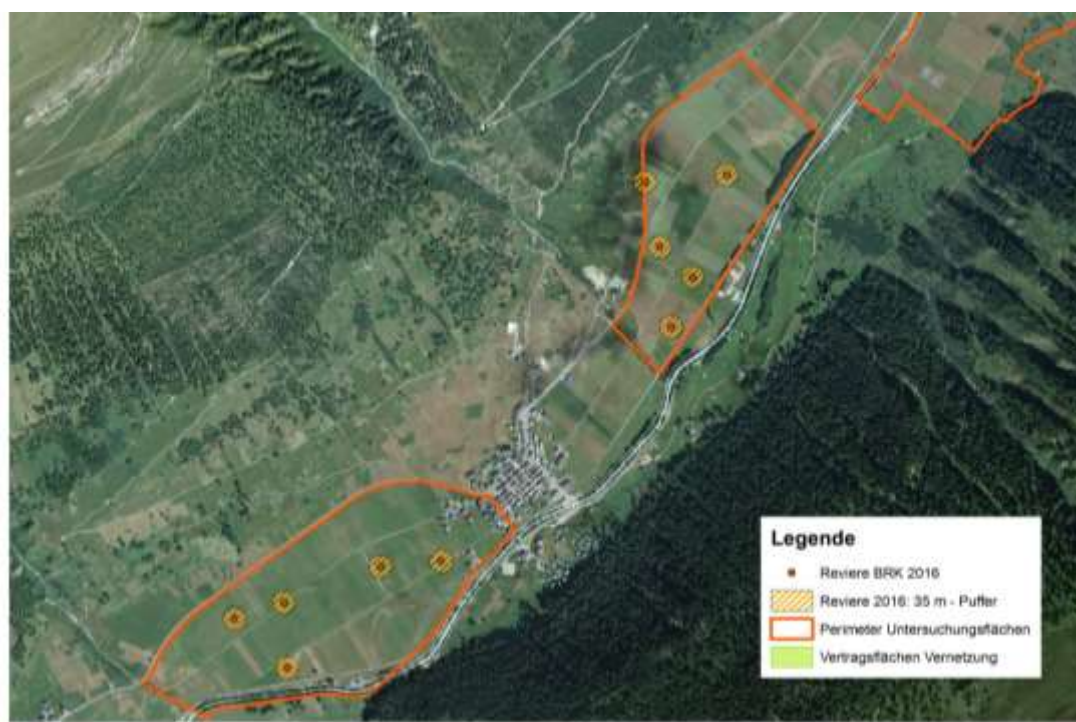 Legende
Reviere BRK 2016
Reviere 2016: 35 m - Puffer
Perimeter Untersuchungsflächen
Vertragsflächen Vernetzung